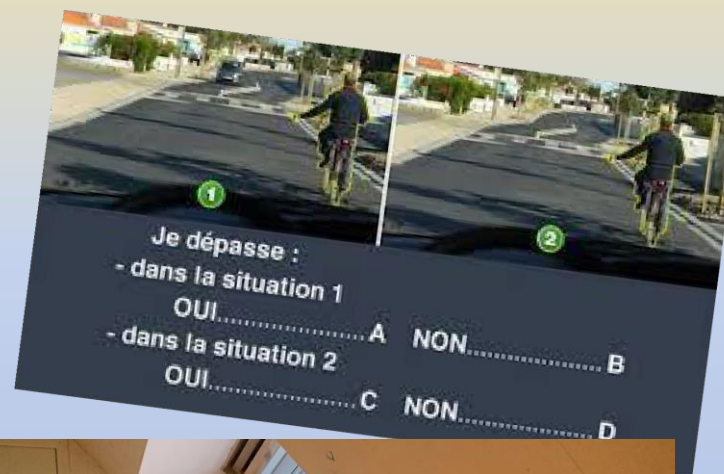 1
2
Je dépasse :
- dans la situation 1
OUI....................A NON....................B
- dans la situation 2
OUI....................C NON....................D